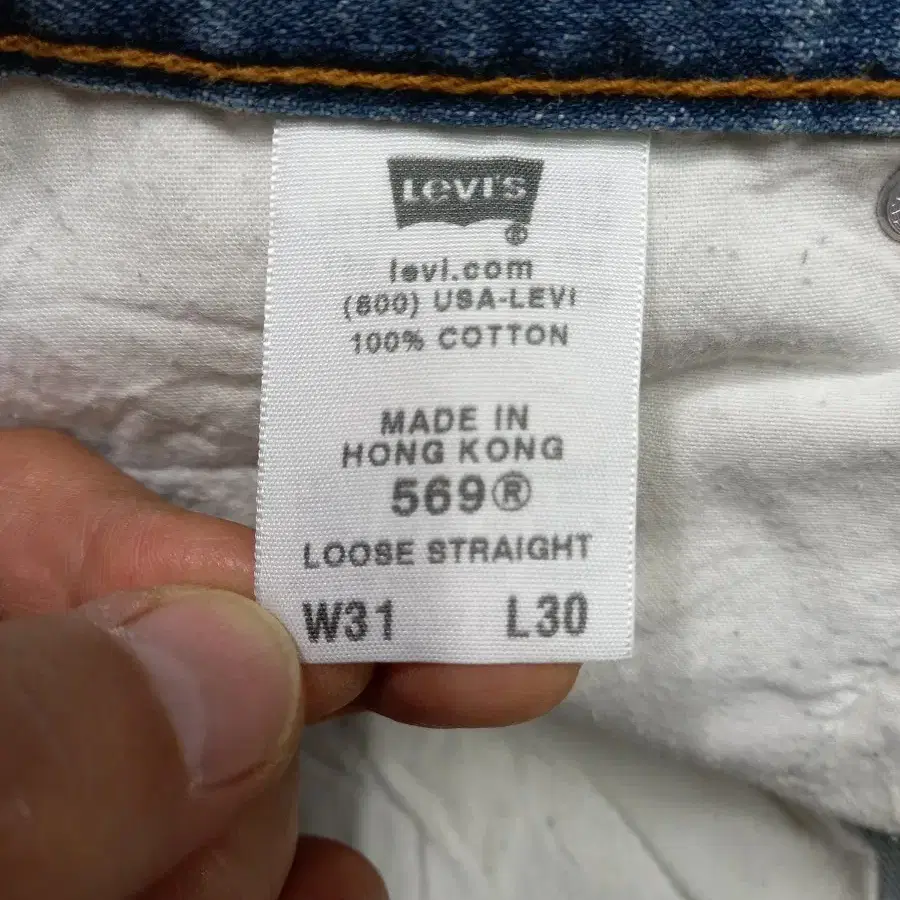 LEVI'S
®
levi.com
(800) USA-LEVI
100% COTTON
MADE IN
HONG KONG
569®
LOOSE STRAIGHT
W31 L30